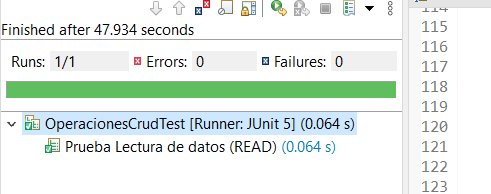 Finished after 47.934 seconds
Runs: 1/1 Errors: 0 Failures: 0
OperacionesCrudTest [Runner: JUnit 5] (0.064 s)
Prueba Lectura de datos (READ) (0.064 s)
114
115
116
117
118
119
120
121
122
123